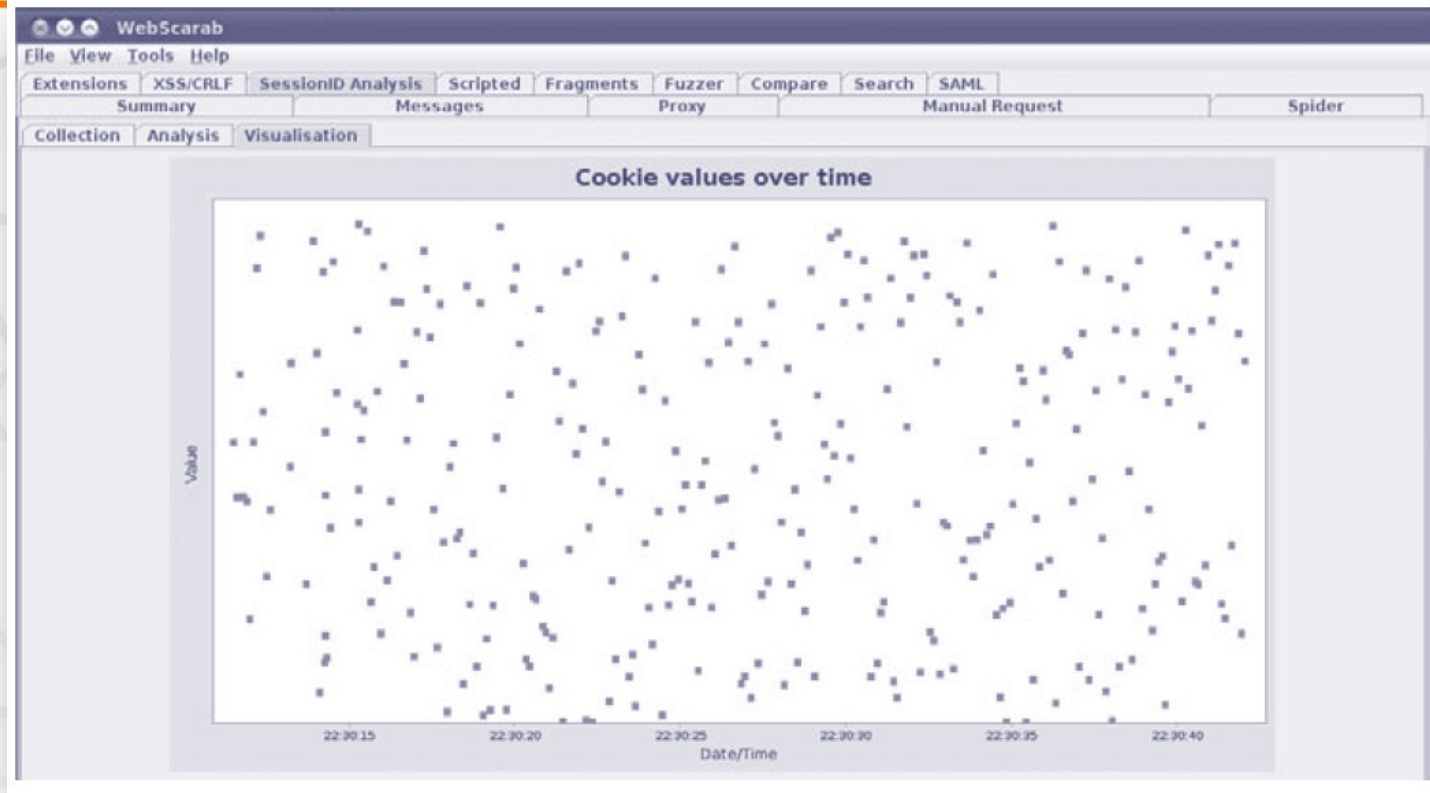 WebScarab
File View Tools Help
Extensions XSS/CRLF SessionID Analysis Scripted Fragments Fuzzer Compare Search SAML
Summary Messages Proxy Manual Request Spider
Collection Analysis Visualisation
Cookie values over time
Value
22:30:15 22:30:20 22:30:25 22:30:30 22:30:35 22:30:40
Date/Time